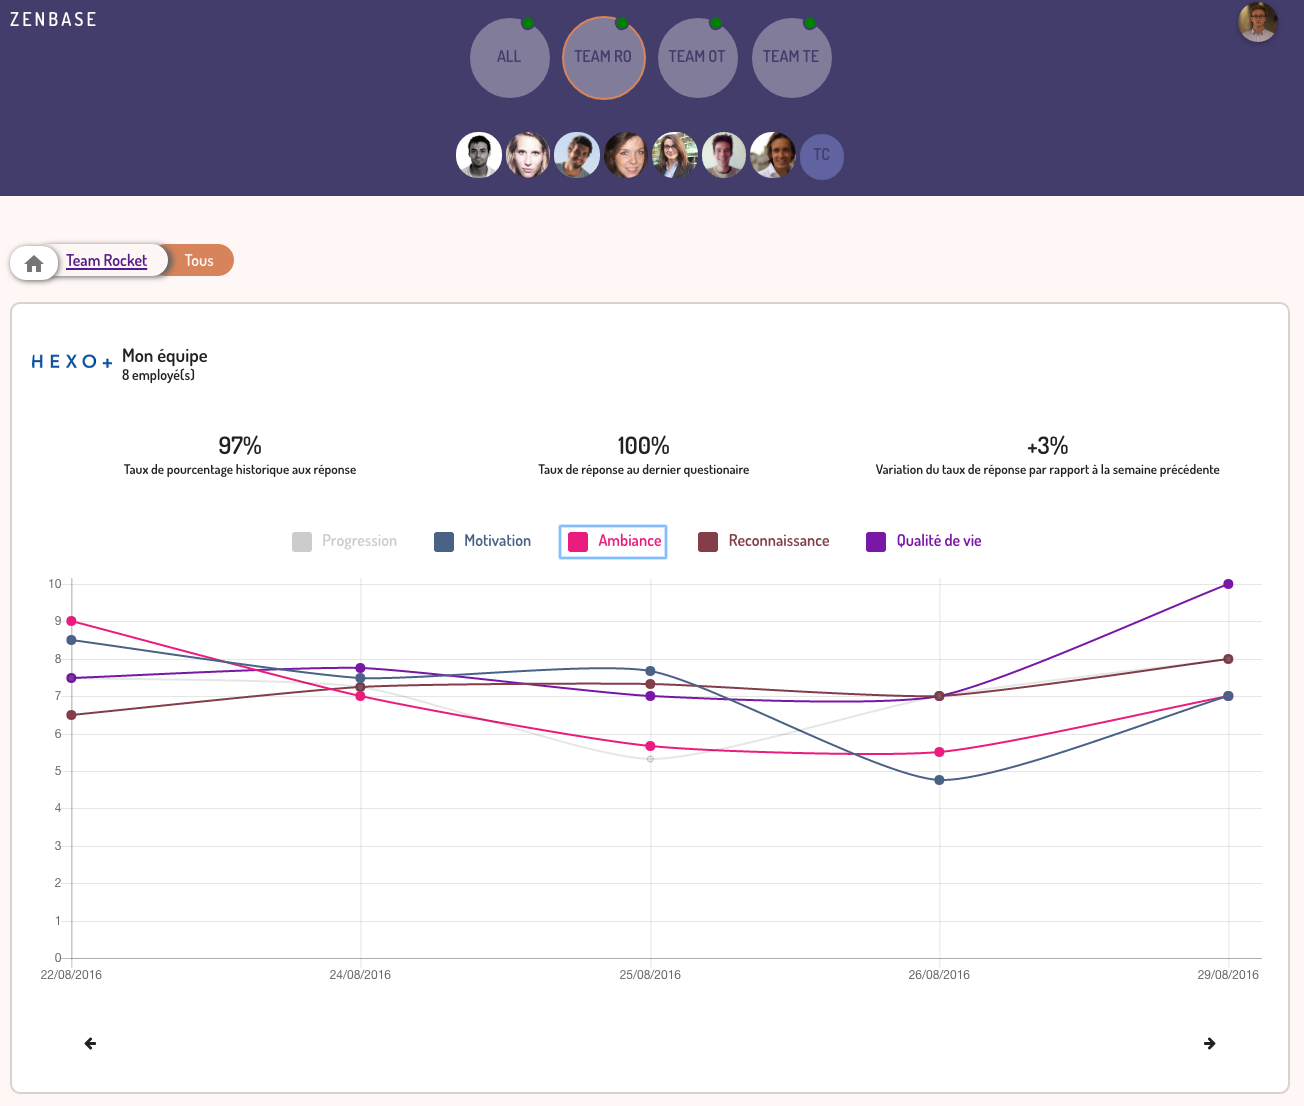 ZENBASE
ALL
TEAM RO
TEAM OT
TEAM TE
TC
Team Rocket
Tous
HEXO+
Mon équipe
8 employé(s)
97%
Taux de pourcentage historique aux réponse
100%
Taux de réponse au dernier questionaire
+3%
Variation du taux de réponse par rapport à la semaine précédente
Progression
Motivation
Ambiance
Reconnaissance
Qualité de vie
10
9
8
7
6
5
4
3
2
1
0
22/08/2016
24/08/2016
25/08/2016
26/08/2016
29/08/2016